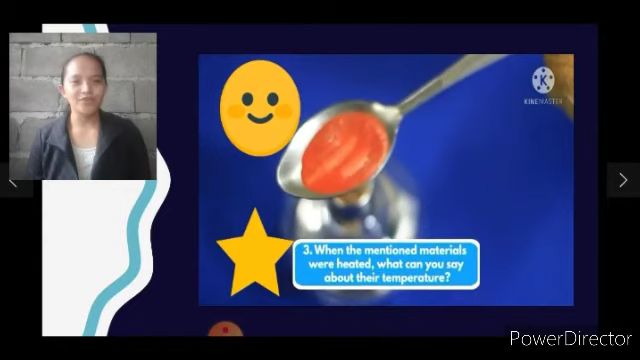 KINEMASTER
3. When the mentioned materials
were heated, what can you say
about their temperature?
PowerDirector